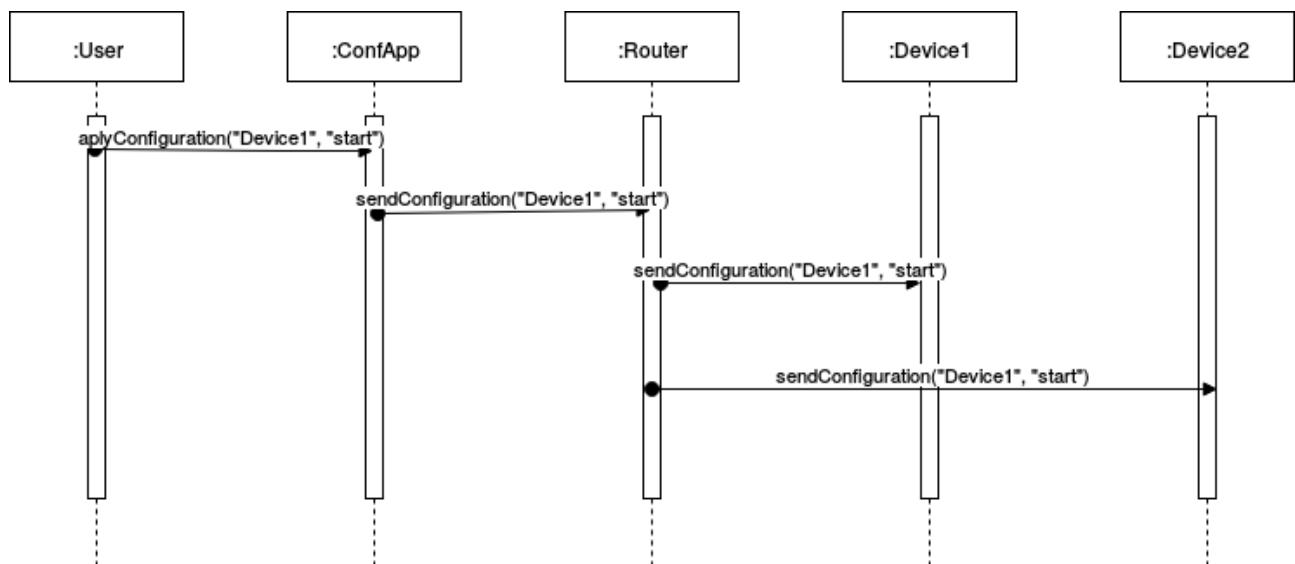 :User
:ConfApp
:Router
:Device1
:Device2
aplyConfiguration("Device1", "start")
sendConfiguration("Device1", "start")
sendConfiguration("Device1", "start")
sendConfiguration("Device1", "start")